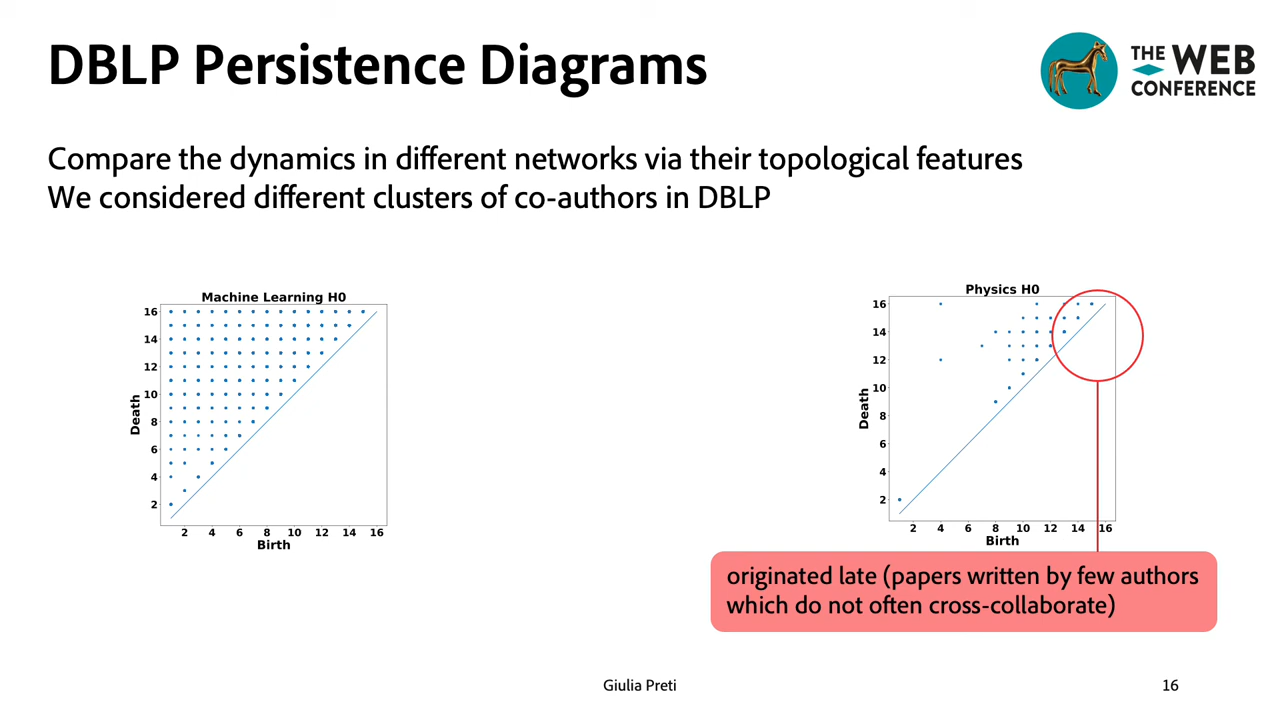 DBLP Persistence Diagrams
THE WEB
CONFERENCE
Compare the dynamics in different networks via their topological features
We considered different clusters of co-authors in DBLP
Machine Learning H0
16
14
12
10
8
6
4
2
Death
2 4 6 8 10 12 14 16
Birth
Physics H0
16
14
12
10
8
6
4
2
Death
2 4 6 8 10 12 14 16
Birth
originated late (papers written by few authors
which do not often cross-collaborate)
Giulia Preti
16